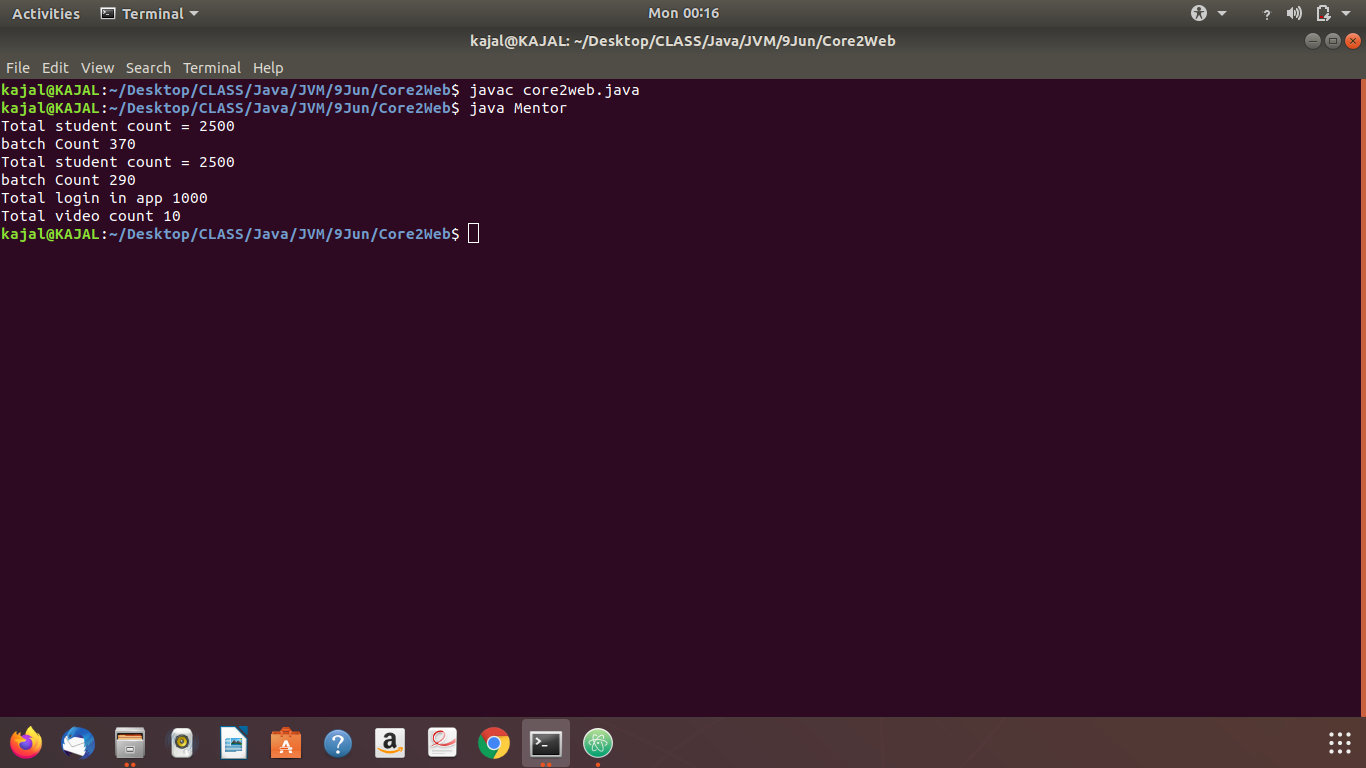 Activities Terminal Mon 00:16 ?
kajal@KAJAL: ~/Desktop/CLASS/Java/JVM/9Jun/Core2Web
File Edit View Search Terminal Help
kajal@KAJAL:~/Desktop/CLASS/Java/JVM/9Jun/Core2Web$ javac core2web.java
kajal@KAJAL:~/Desktop/CLASS/Java/JVM/9Jun/Core2Web$ java Mentor
Total student count = 2500
batch Count 370
Total student count = 2500
batch Count 290
Total login in app 1000
Total video count 10
kajal@KAJAL:~/Desktop/CLASS/Java/JVM/9Jun/Core2Web$